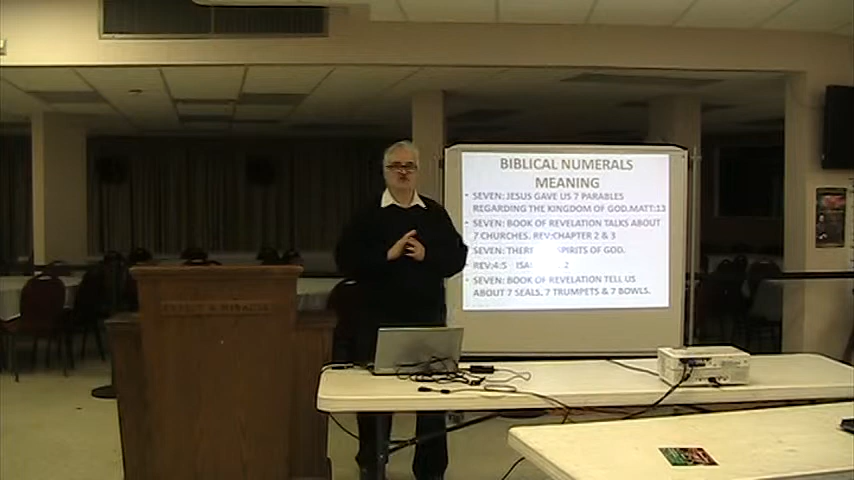 BIBLICAL NUMERALS
MEANING
• SEVEN: JESUS GAVE US 7 PARABLES
REGARDING THE KINGDOM OF GOD.MATT:13
• SEVEN: BOOK OF REVELATION TALKS ABOUT
7 CHURCHES. REV:CHAPTER 2 & 3
SEVEN: SPIRITS OF GOD.
• REV:4:5 2
• SEVEN: BOOK OF REVELATION TELL US
ABOUT 7 SEALS. 7 TRUMPETS & 7 BOWLS.